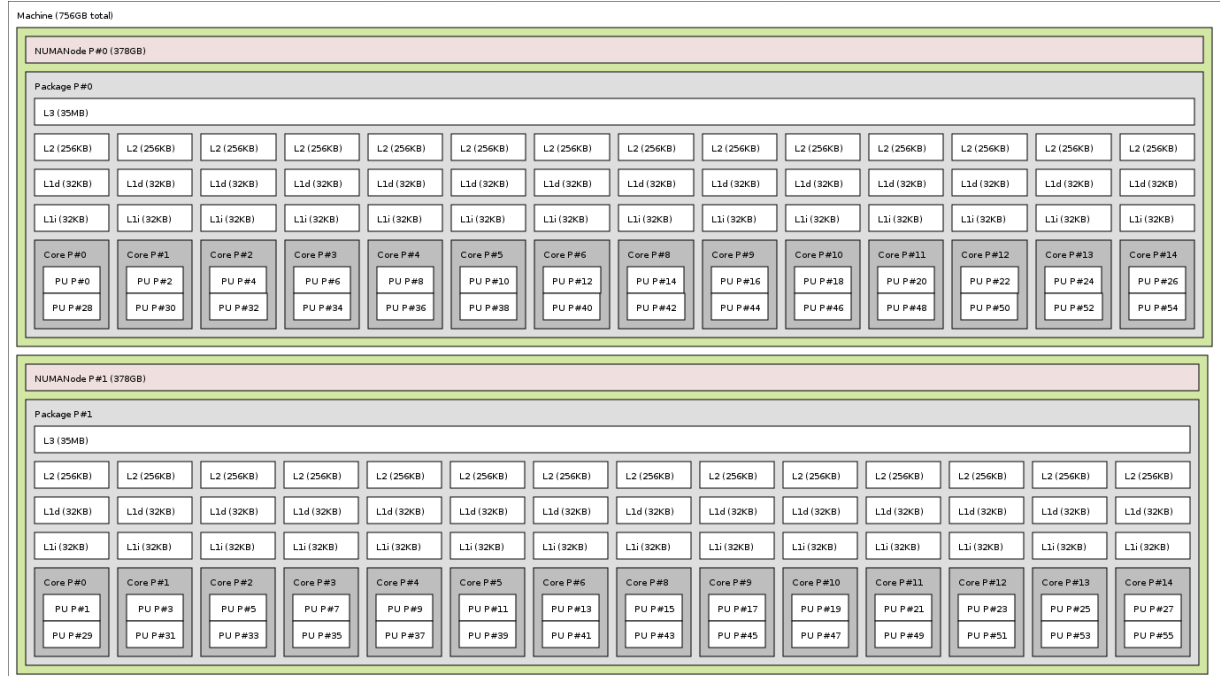 Machine (756GB total)
NUMANode P#0 (378GB)
Package P#0
L3 (35MB)
L2 (256KB) L2 (256KB) L2 (256KB) L2 (256KB) L2 (256KB) L2 (256KB) L2 (256KB) L2 (256KB) L2 (256KB) L2 (256KB) L2 (256KB) L2 (256KB) L2 (256KB) L2 (256KB)
L1d (32KB) L1d (32KB) L1d (32KB) L1d (32KB) L1d (32KB) L1d (32KB) L1d (32KB) L1d (32KB) L1d (32KB) L1d (32KB) L1d (32KB) L1d (32KB) L1d (32KB) L1d (32KB)
L1i (32KB) L1i (32KB) L1i (32KB) L1i (32KB) L1i (32KB) L1i (32KB) L1i (32KB) L1i (32KB) L1i (32KB) L1i (32KB) L1i (32KB) L1i (32KB) L1i (32KB) L1i (32KB)
Core P#0 Core P#1 Core P#2 Core P#3 Core P#4 Core P#5 Core P#6 Core P#8 Core P#9 Core P#10 Core P#11 Core P#12 Core P#13 Core P#14
PU P#0 PU P#2 PU P#4 PU P#6 PU P#8 PU P#10 PU P#12 PU P#14 PU P#16 PU P#18 PU P#20 PU P#22 PU P#24 PU P#26
PU P#28 PU P#30 PU P#32 PU P#34 PU P#36 PU P#38 PU P#40 PU P#42 PU P#44 PU P#46 PU P#48 PU P#50 PU P#52 PU P#54
NUMANode P#1 (378GB)
Package P#1
L3 (35MB)
L2 (256KB) L2 (256KB) L2 (256KB) L2 (256KB) L2 (256KB) L2 (256KB) L2 (256KB) L2 (256KB) L2 (256KB) L2 (256KB) L2 (256KB) L2 (256KB) L2 (256KB) L2 (256KB)
L1d (32KB) L1d (32KB) L1d (32KB) L1d (32KB) L1d (32KB) L1d (32KB) L1d (32KB) L1d (32KB) L1d (32KB) L1d (32KB) L1d (32KB) L1d (32KB) L1d (32KB) L1d (32KB)
L1i (32KB) L1i (32KB) L1i (32KB) L1i (32KB) L1i (32KB) L1i (32KB) L1i (32KB) L1i (32KB) L1i (32KB) L1i (32KB) L1i (32KB) L1i (32KB) L1i (32KB) L1i (32KB)
Core P#0 Core P#1 Core P#2 Core P#3 Core P#4 Core P#5 Core P#6 Core P#8 Core P#9 Core P#10 Core P#11 Core P#12 Core P#13 Core P#14
PU P#1 PU P#3 PU P#5 PU P#7 PU P#9 PU P#11 PU P#13 PU P#15 PU P#17 PU P#19 PU P#21 PU P#23 PU P#25 PU P#27
PU P#29 PU P#31 PU P#33 PU P#35 PU P#37 PU P#39 PU P#41 PU P#43 PU P#45 PU P#47 PU P#49 PU P#51 PU P#53 PU P#55